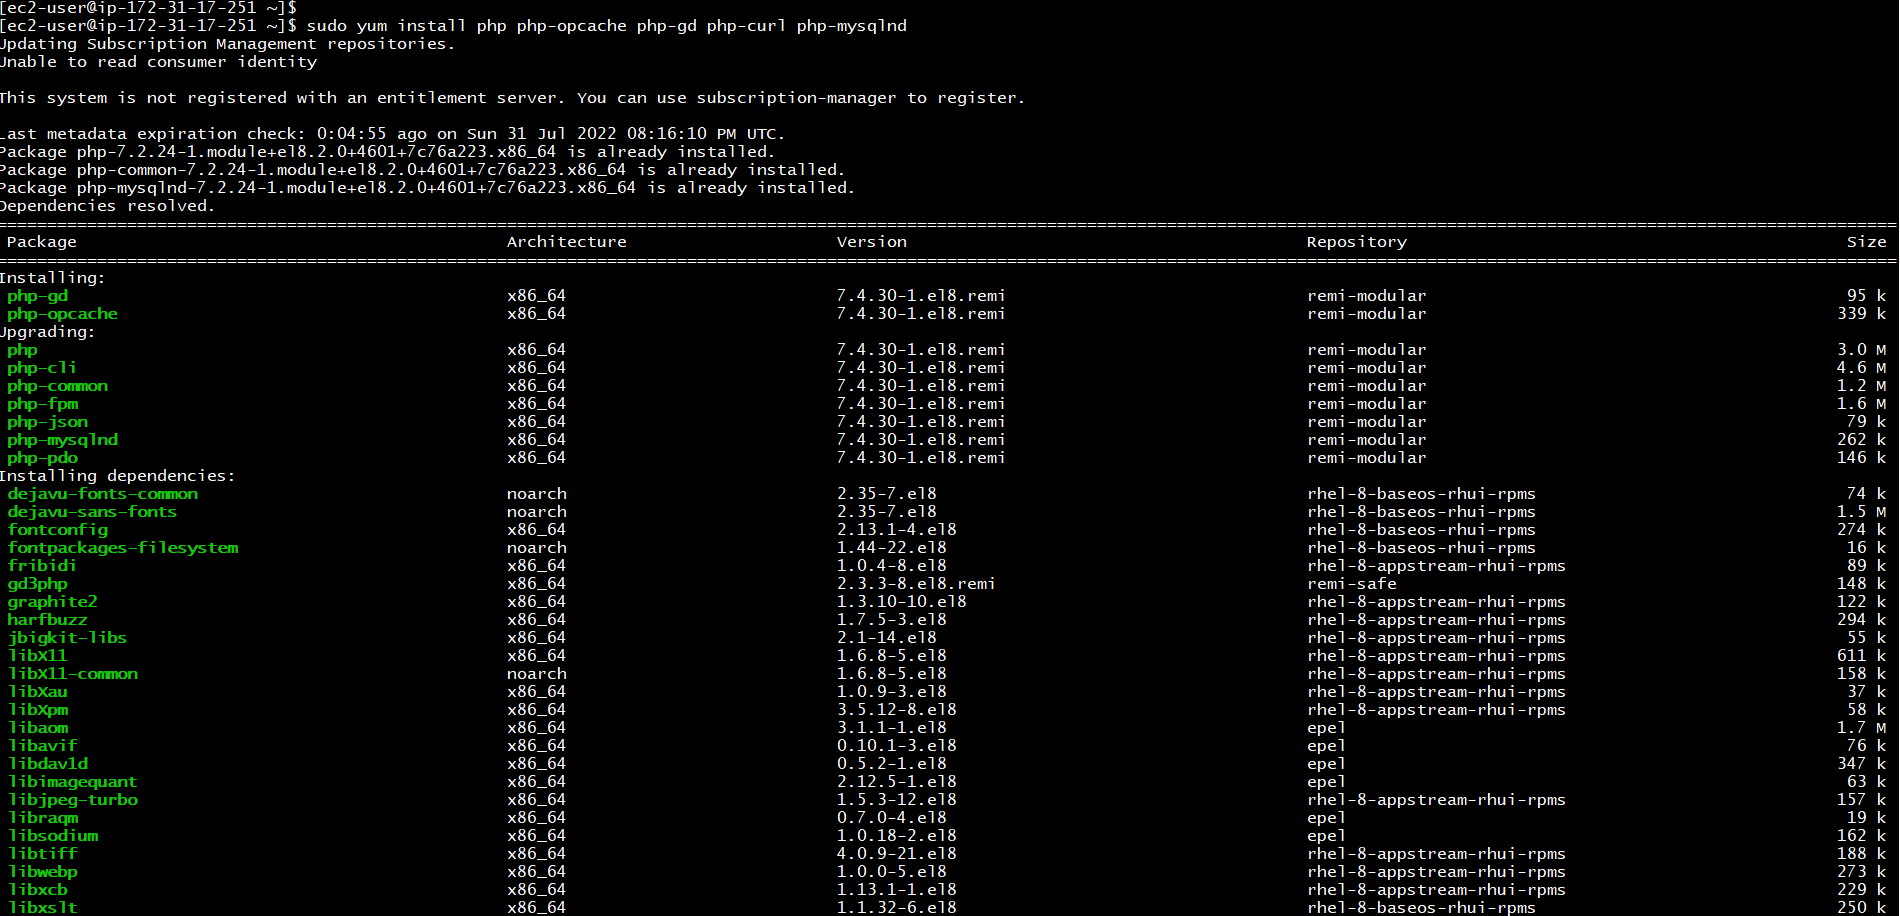 [ec2-user@ip-172-31-17-251 ~]$
[ec2-user@ip-172-31-17-251 ~]$ sudo yum install php php-opcache php-gd php-curl php-mysqlnd
Updating Subscription Management repositories.
Unable to read consumer identity
This system is not registered with an entitlement server. You can use subscription-manager to register.
Last metadata expiration check: 0:04:55 ago on Sun 31 Jul 2022 08:16:10 PM UTC.
Package php-7.2.24-1.module+el8.2.0+4601+7c76a223.x86_64 is already installed.
Package php-common-7.2.24-1.module+el8.2.0+4601+7c76a223.x86_64 is already installed.
Package php-mysqlnd-7.2.24-1.module+el8.2.0+4601+7c76a223.x86_64 is already installed.
Dependencies resolved.
Package Architecture Version Repository Size
Installing:
php-gd x86_64 7.4.30-1.el8.remi remi-modular 95 k
php-opcache x86_64 7.4.30-1.el8.remi remi-modular 339 k
Upgrading:
php x86_64 7.4.30-1.el8.remi remi-modular 3.0 M
php-cli x86_64 7.4.30-1.el8.remi remi-modular 4.6 M
php-common x86_64 7.4.30-1.el8.remi remi-modular 1.2 M
php-fpm x86_64 7.4.30-1.el8.remi remi-modular 1.6 M
php-json x86_64 7.4.30-1.el8.remi remi-modular 79 k
php-mysqlnd x86_64 7.4.30-1.el8.remi remi-modular 262 k
php-pdo x86_64 7.4.30-1.el8.remi remi-modular 146 k
Installing dependencies:
dejavu-fonts-common noarch 2.35-7.el8 rhel-8-baseos-rhui-rpms 74 k
dejavu-sans-fonts noarch 2.35-7.el8 rhel-8-baseos-rhui-rpms 1.5 M
fontconfig x86_64 2.13.1-4.el8 rhel-8-baseos-rhui-rpms 274 k
fontpackages-filesystem noarch 1.44-22.el8 rhel-8-baseos-rhui-rpms 16 k
fribidi x86_64 1.0.4-8.el8 rhel-8-appstream-rhui-rpms 89 k
gd3php x86_64 2.3.3-8.el8.remi remi-safe 148 k
graphite2 x86_64 1.3.10-10.el8 rhel-8-appstream-rhui-rpms 122 k
harfbuzz x86_64 1.7.5-3.el8 rhel-8-appstream-rhui-rpms 294 k
jbigkit-libs x86_64 2.1-14.el8 rhel-8-appstream-rhui-rpms 55 k
libX11 x86_64 1.6.8-5.el8 rhel-8-appstream-rhui-rpms 611 k
libX11-common noarch 1.6.8-5.el8 rhel-8-appstream-rhui-rpms 158 k
libXau x86_64 1.0.9-3.el8 rhel-8-appstream-rhui-rpms 37 k
libXpm x86_64 3.5.12-8.el8 rhel-8-appstream-rhui-rpms 58 k
libaom x86_64 3.1.1-1.el8 epel 1.7 M
libavif x86_64 0.10.1-3.el8 epel 76 k
libdav1d x86_64 0.5.2-1.el8 epel 347 k
libimagequant x86_64 2.12.5-1.el8 epel 63 k
libjpeg-turbo x86_64 1.5.3-12.el8 rhel-8-appstream-rhui-rpms 157 k
libraqm x86_64 0.7.0-4.el8 epel 19 k
libsodium x86_64 1.0.18-2.el8 epel 162 k
libtiff x86_64 4.0.9-21.el8 rhel-8-appstream-rhui-rpms 188 k
libwebp x86_64 1.0.0-5.el8 rhel-8-appstream-rhui-rpms 273 k
libxcb x86_64 1.13.1-1.el8 rhel-8-appstream-rhui-rpms 229 k
libxslt x86_64 1.1.32-6.el8 rhel-8-baseos-rhui-rpms 250 k